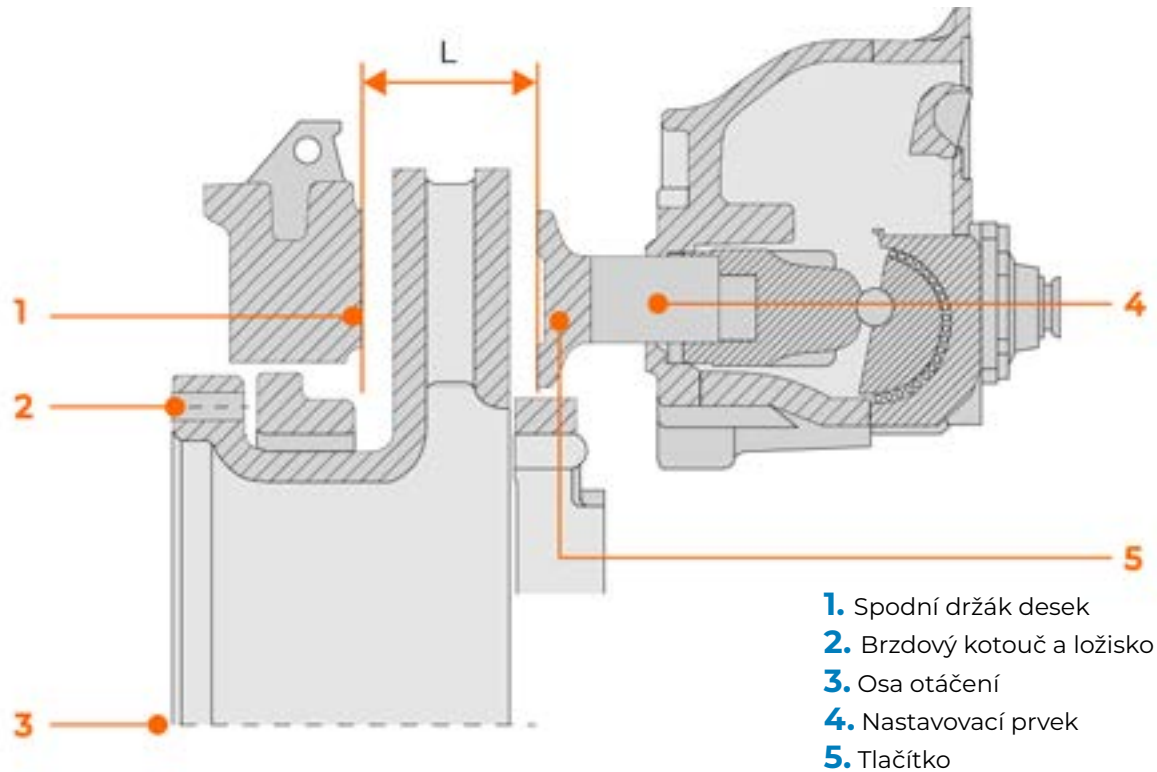 L
1
4
2
5
1. Spodní držák desek
2. Brzdový kotouč a ložisko
3. Osa otáčení
3
4. Nastavovací prvek
5. Tlačítko